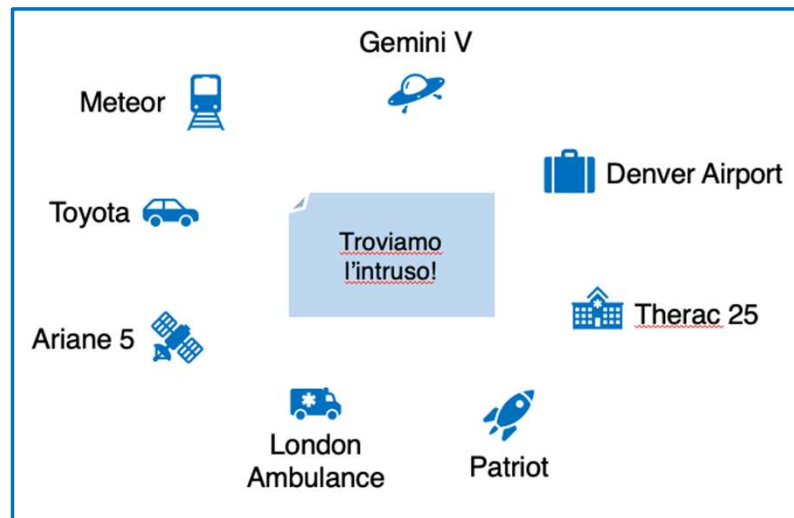 Gemini V
Meteor
Denver Airport
Toyota
Troviamo
l'intruso!
Therac 25
Ariane 5
London
Ambulance
Patriot